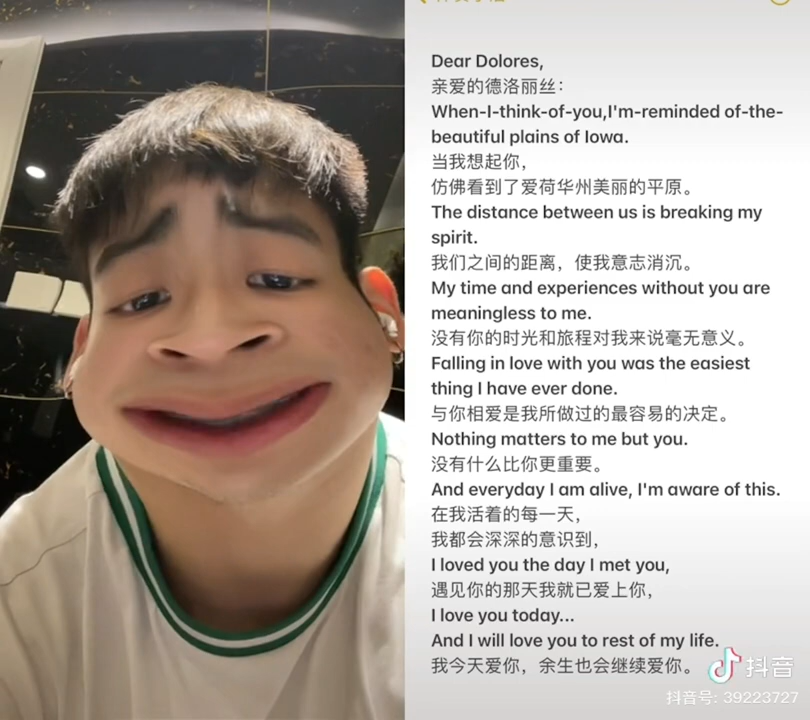 Dear Dolores,
亲爱的德洛丽丝：
When-I-think-of-you,I'm-reminded of-the-
beautiful plains of Iowa.
当我想起你，
仿佛看到了爱荷华州美丽的平原。
The distance between us is breaking my
spirit.
我们之间的距离，使我意志消沉。
My time and experiences without you are
meaningless to me.
没有你的时光和旅程对我来说毫无意义。
Falling in love with you was the easiest
thing I have ever done.
与你相爱是我所做过的最容易的决定。
Nothing matters to me but you.
没有什么比你更重要。
And everyday I am alive, I'm aware of this.
在我活着的每一天，
我都会深深的意识到，
I loved you the day I met you,
遇见你的那天我就已爱上你，
I love you today...
And I will love you to rest of my life.
我今天爱你，余生也会继续爱你。
抖音
抖音号: 39223727